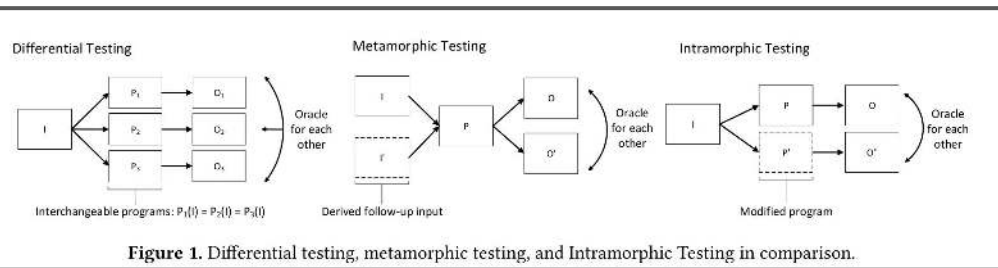 Differential Testing
I
P₁
O₁
P₂
O₂
Pₓ
Oₓ
Oracle
for each
other
Interchangeable programs: P₁(I) = P₂(I) = P₃(I)
Metamorphic Testing
I
I'
P
O
O'
Oracle
for each
other
Derived follow-up input
Intramorphic Testing
I
P
O
P'
O'
Oracle
for each
other
Modified program
Figure 1. Differential testing, metamorphic testing, and Intramorphic Testing in comparison.